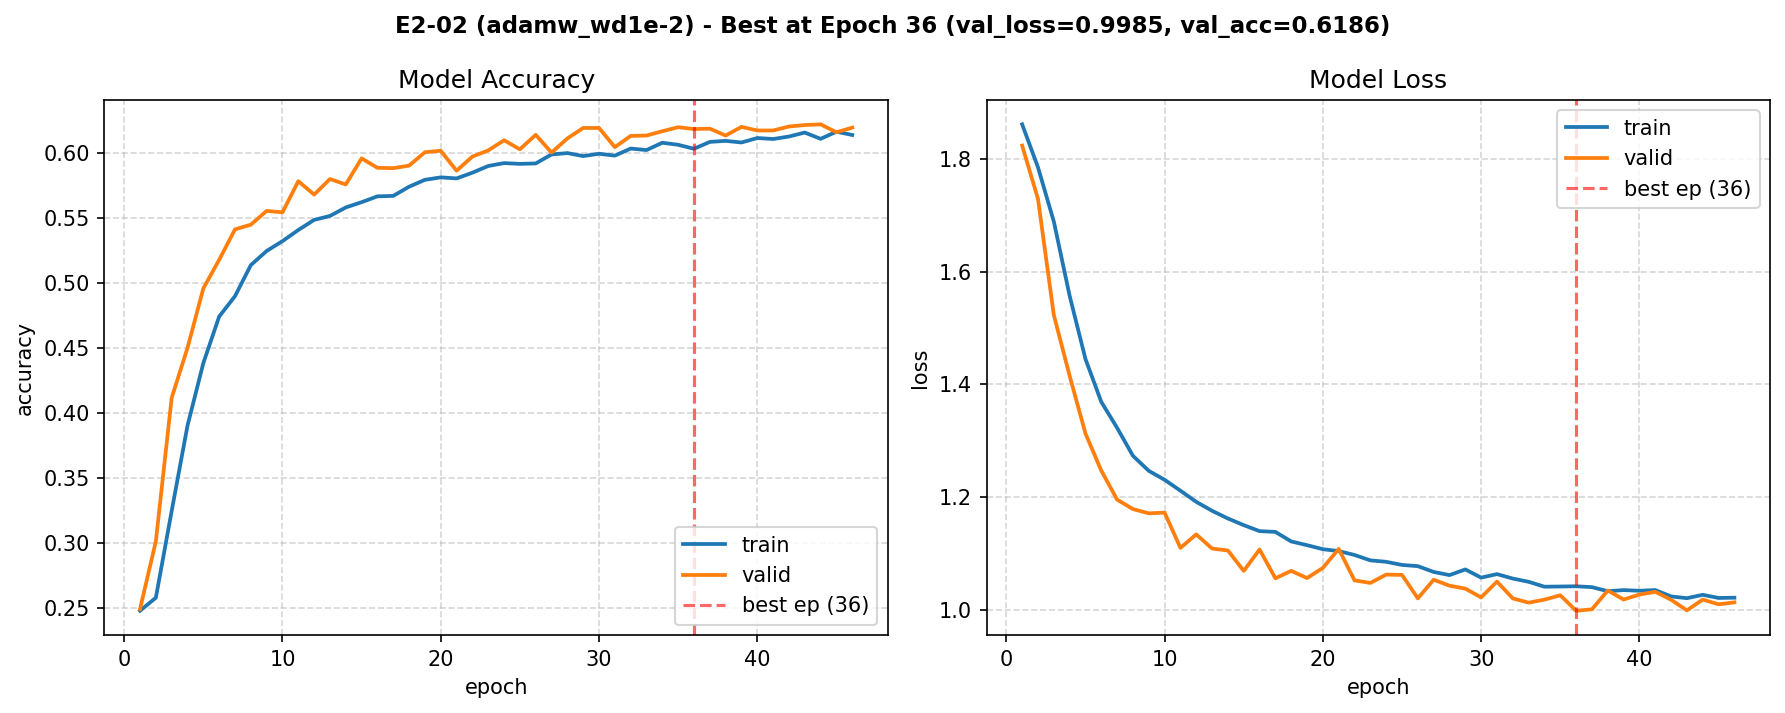 E2-02 (adamw_wd1e-2) - Best at Epoch 36 (val_loss=0.9985, val_acc=0.6186)
Model Accuracy
accuracy
0.60
0.55
0.50
0.45
0.40
0.35
0.30
0.25
train
valid
best ep (36)
0 10 20 30 40
epoch
Model Loss
loss
1.8
1.6
1.4
1.2
1.0
train
valid
best ep (36)
0 10 20 30 40
epoch